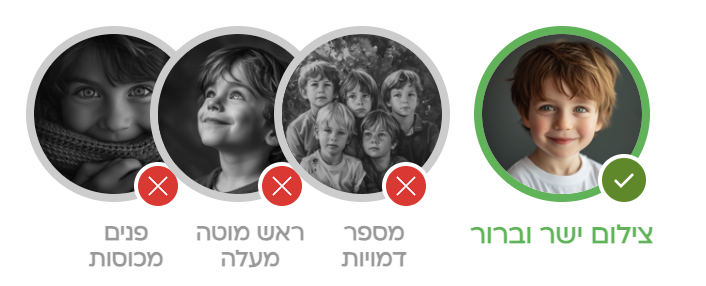 צילום ישר וברור
מספר
דמויות
ראש מוטה
מעלה
פנים
מכוסות